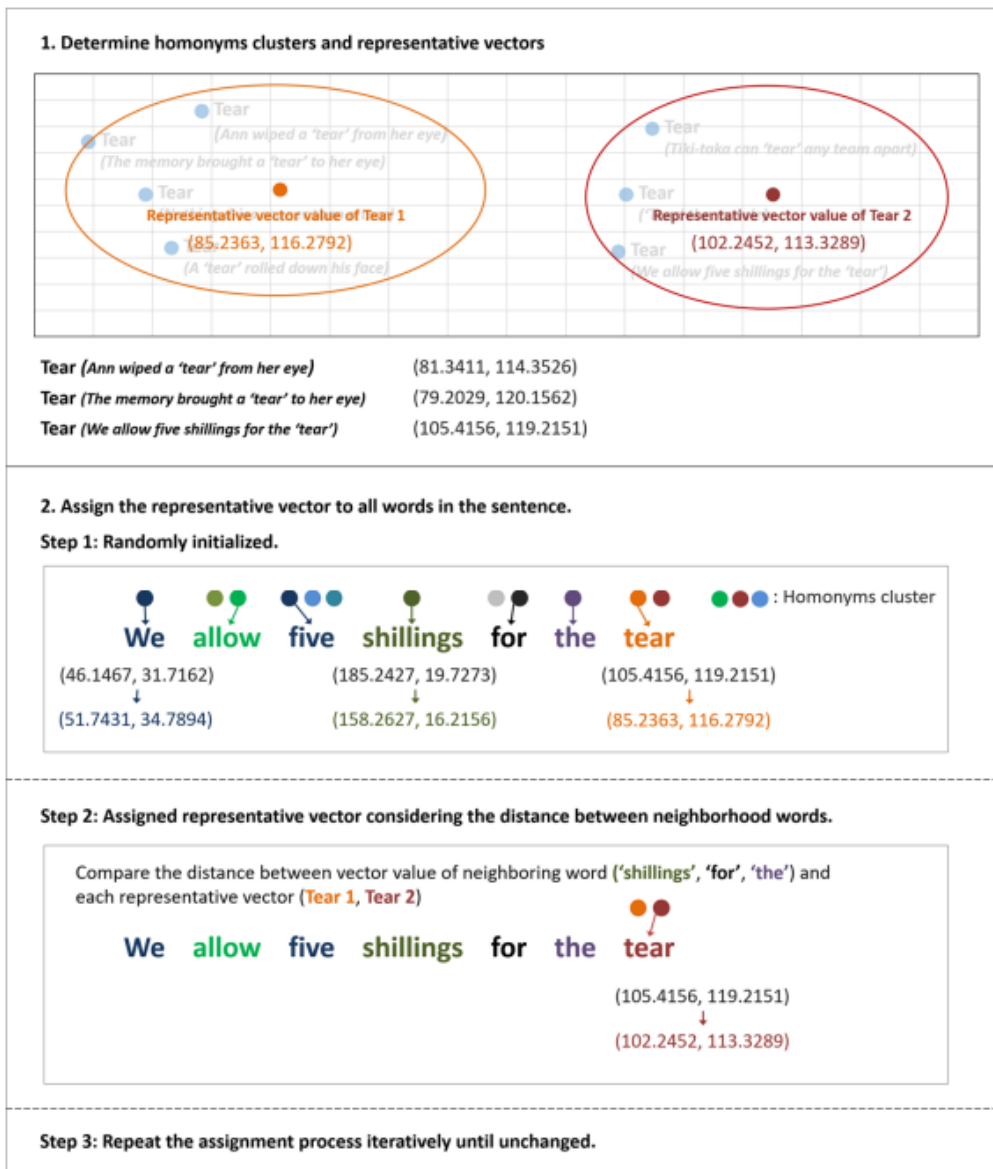 1. Determine homonyms clusters and representative vectors
Tear
(Ann wiped a ‘tear’ from her eye)
Tear
(The memory brought a ‘tear’ to her eye)
Tear
Representative vector value of Tear 1
(85.2363, 116.2792)
(A ‘tear’ rolled down his face)
Tear
(Tiki-taka can ‘tear’ any team apart)
Tear
Representative vector value of Tear 2
(102.2452, 113.3289)
Tear
(We allow five shillings for the ‘tear’)
Tear (Ann wiped a ‘tear’ from her eye) (81.3411, 114.3526)
Tear (The memory brought a ‘tear’ to her eye) (79.2029, 120.1562)
Tear (We allow five shillings for the ‘tear’) (105.4156, 119.2151)
2. Assign the representative vector to all words in the sentence.
Step 1: Randomly initialized.
: Homonyms cluster
We allow five shillings for the tear
(46.1467, 31.7162) (185.2427, 19.7273) (105.4156, 119.2151)
(51.7431, 34.7894) (158.2627, 16.2156) (85.2363, 116.2792)
Step 2: Assigned representative vector considering the distance between neighborhood words.
Compare the distance between vector value of neighboring word (‘shillings’, ‘for’, ‘the’) and
each representative vector (Tear 1, Tear 2)
We allow five shillings for the tear
(105.4156, 119.2151)
(102.2452, 113.3289)
Step 3: Repeat the assignment process iteratively until unchanged.